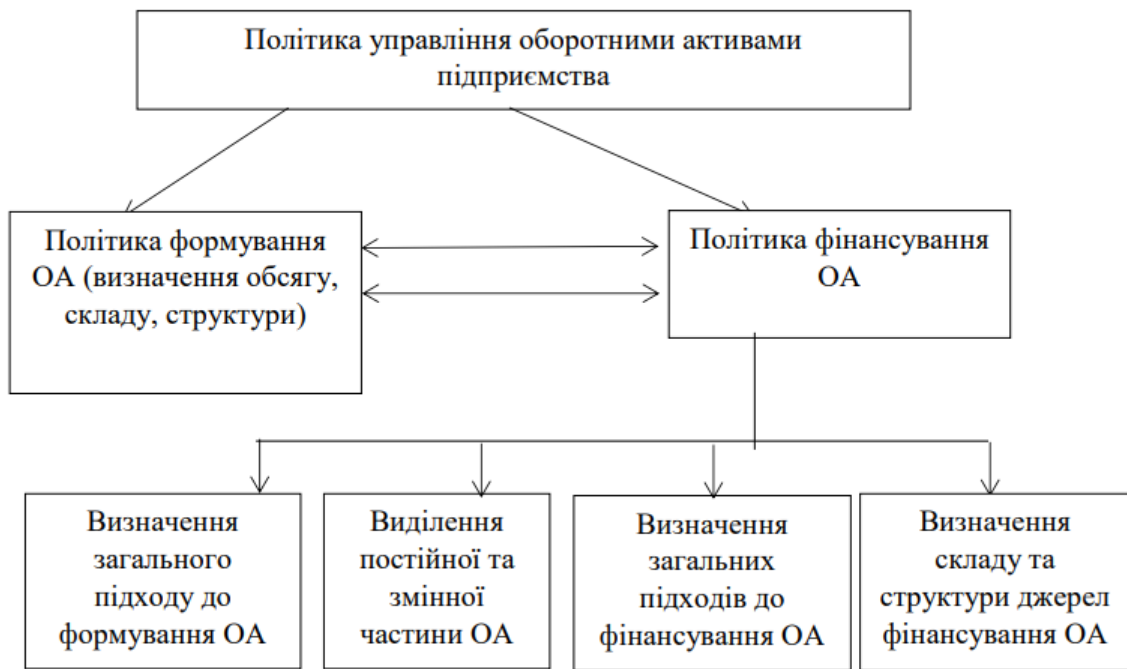 Політика управління оборотними активами
підприємства
Політика формування
ОА (визначення обсягу,
складу, структури)
Політика фінансування
ОА
Визначення
загального
підходу до
формування ОА
Виділення
постійної та
змінної
частини ОА
Визначення
загальних
підходів до
фінансування ОА
Визначення
складу та
структури джерел
фінансування ОА